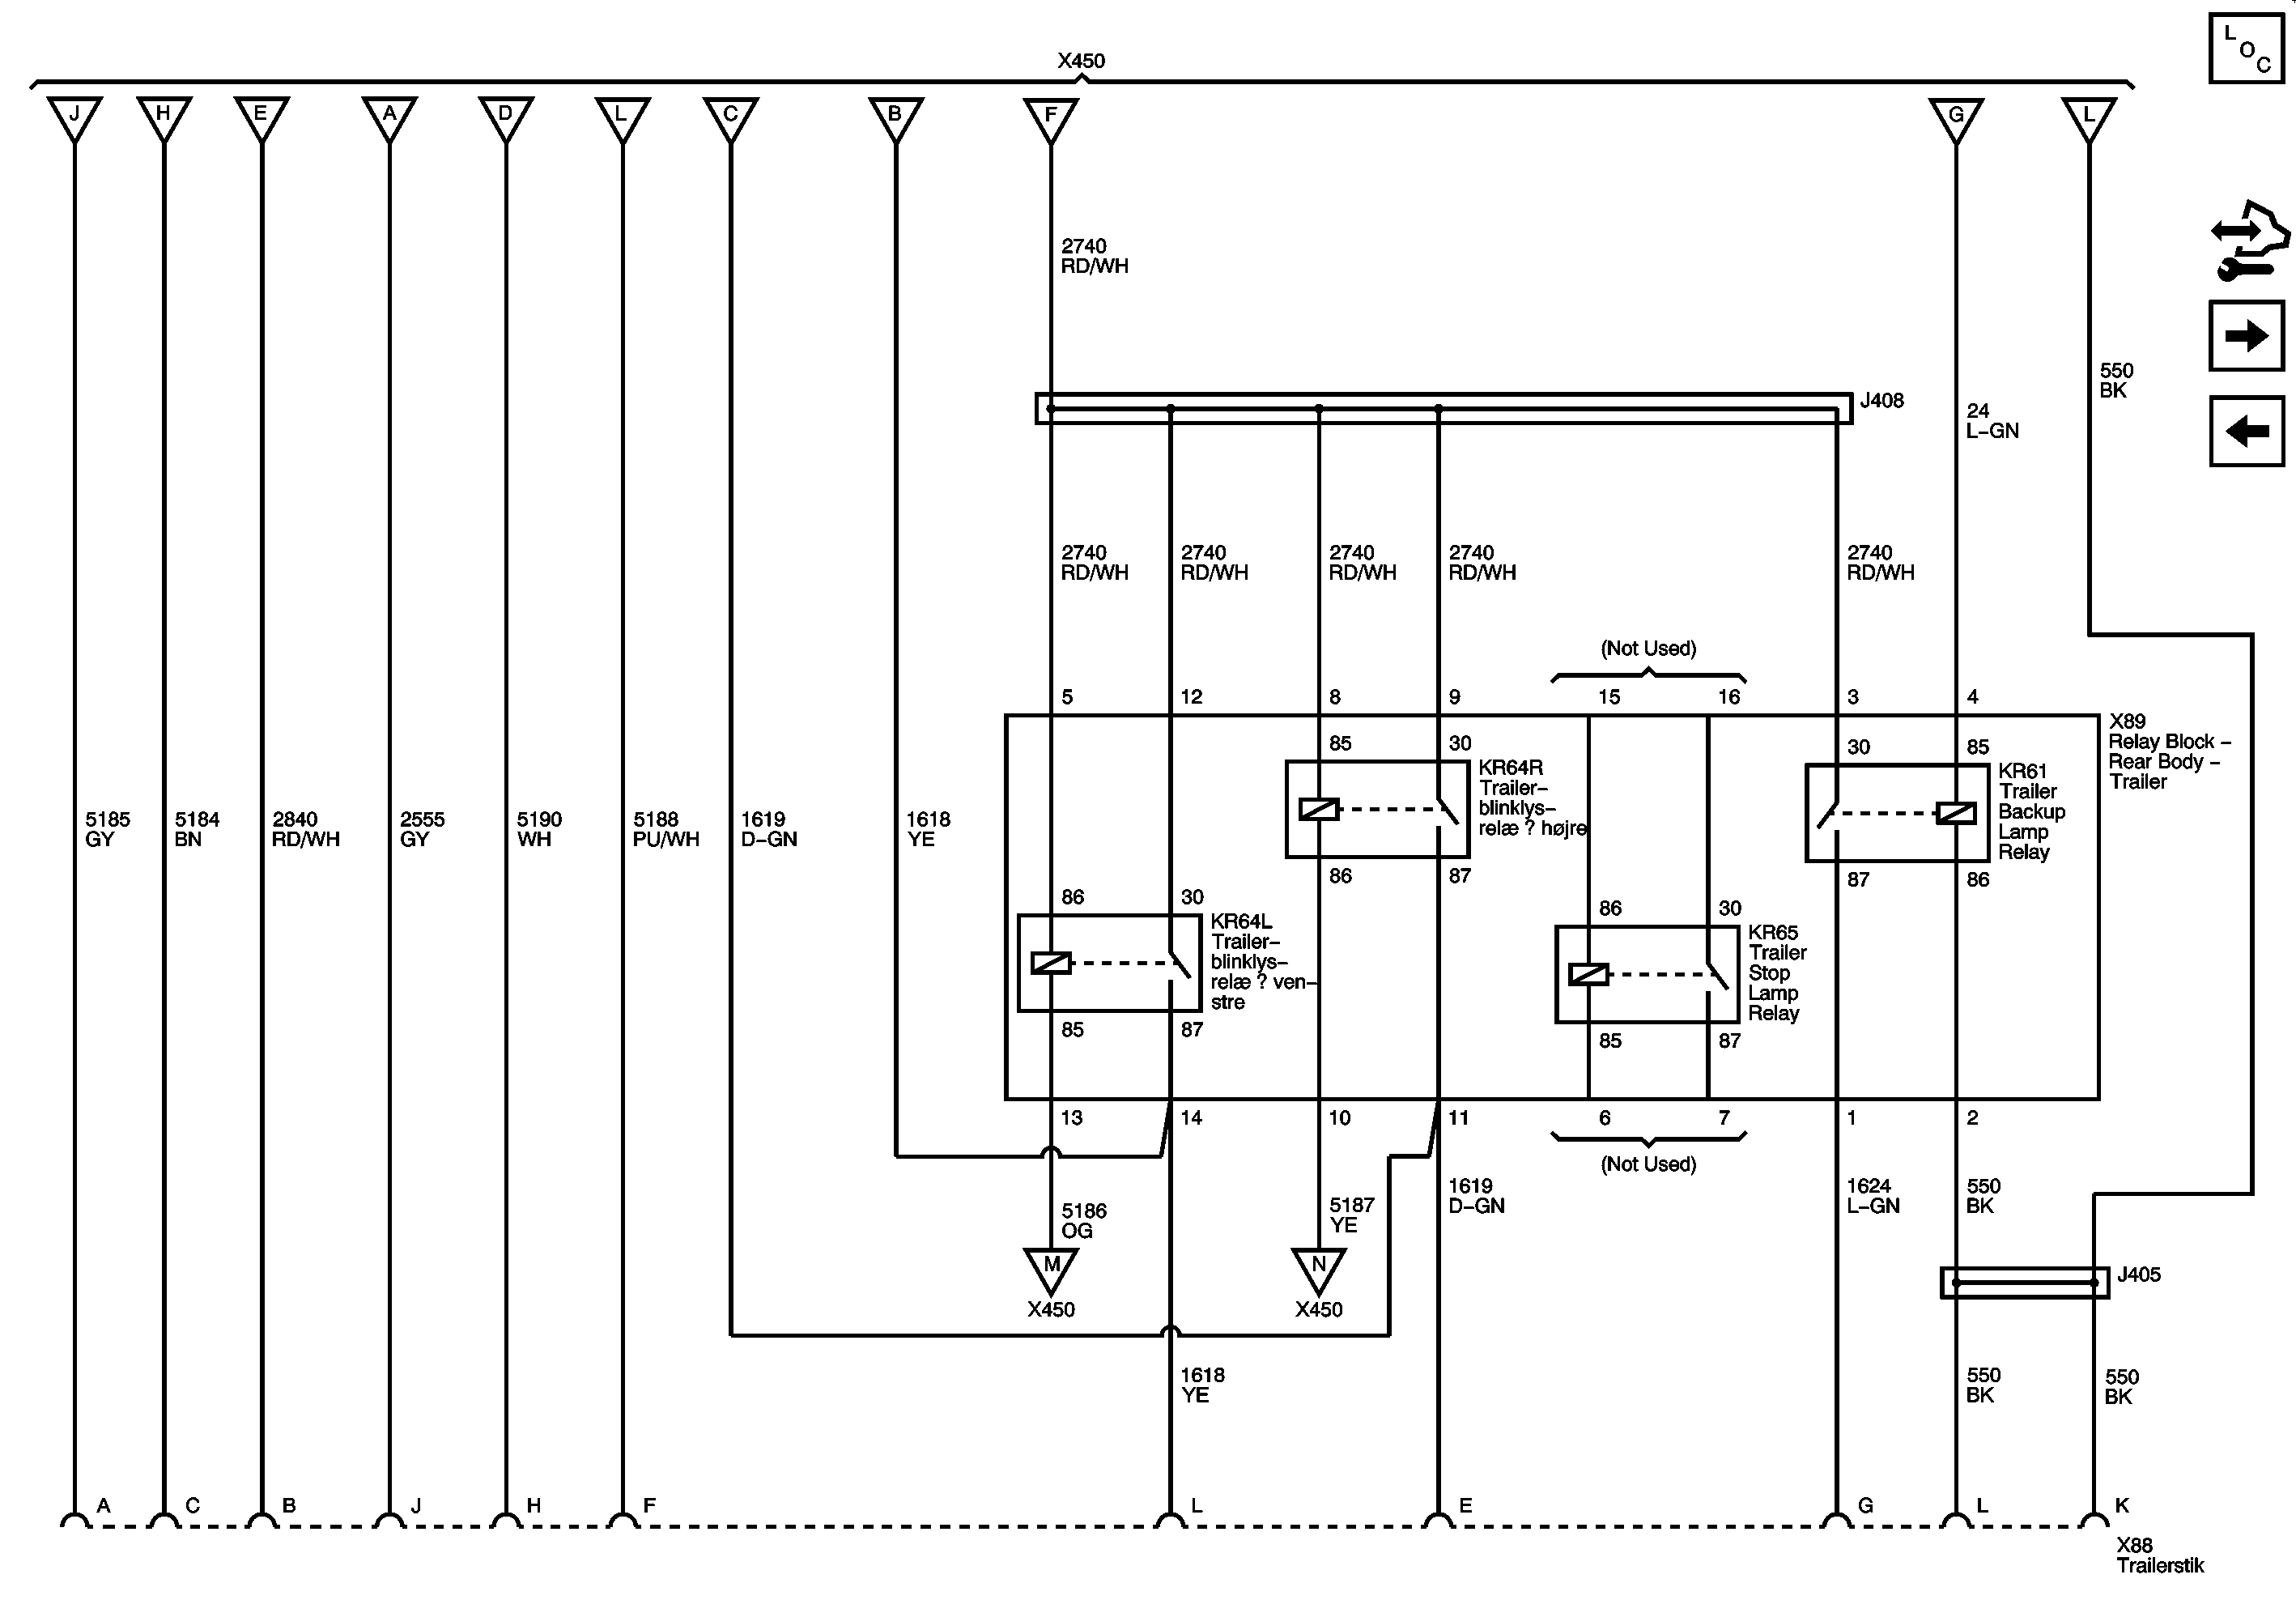 X450
L
O
C
J H E A D L C B F G L
2740
RD/WH
550
BK
J408
24
L-GN
2740
RD/WH
2740
RD/WH
2740
RD/WH
2740
RD/WH
2740
RD/WH
(Not Used)
5 12 8 9 15 16 3 4
X89
Relay Block -
Rear Body -
Trailer
85 30 30 85
KR64R
Trailer-
blinklys-
relæ ? højre
KR61
Trailer
Backup
Lamp
Relay
5185
GY
5184
BN
2840
RD/WH
2555
GY
5190
WH
5188
PU/WH
1619
D-GN
1618
YE
86 87 87 86
86 30 86 30
KR64L
Trailer-
blinklys-
relæ ? ven-
stre
KR65
Trailer
Stop
Lamp
Relay
85 87 85 87
13 14 10 11 6 7 1 2
(Not Used)
5186
OG
5187
YE
1619
D-GN
1624
L-GN
550
BK
M
X450
N
X450
J405
1618
YE
550
BK
550
BK
A C B J H F L E G L K
X88
Trailerstik